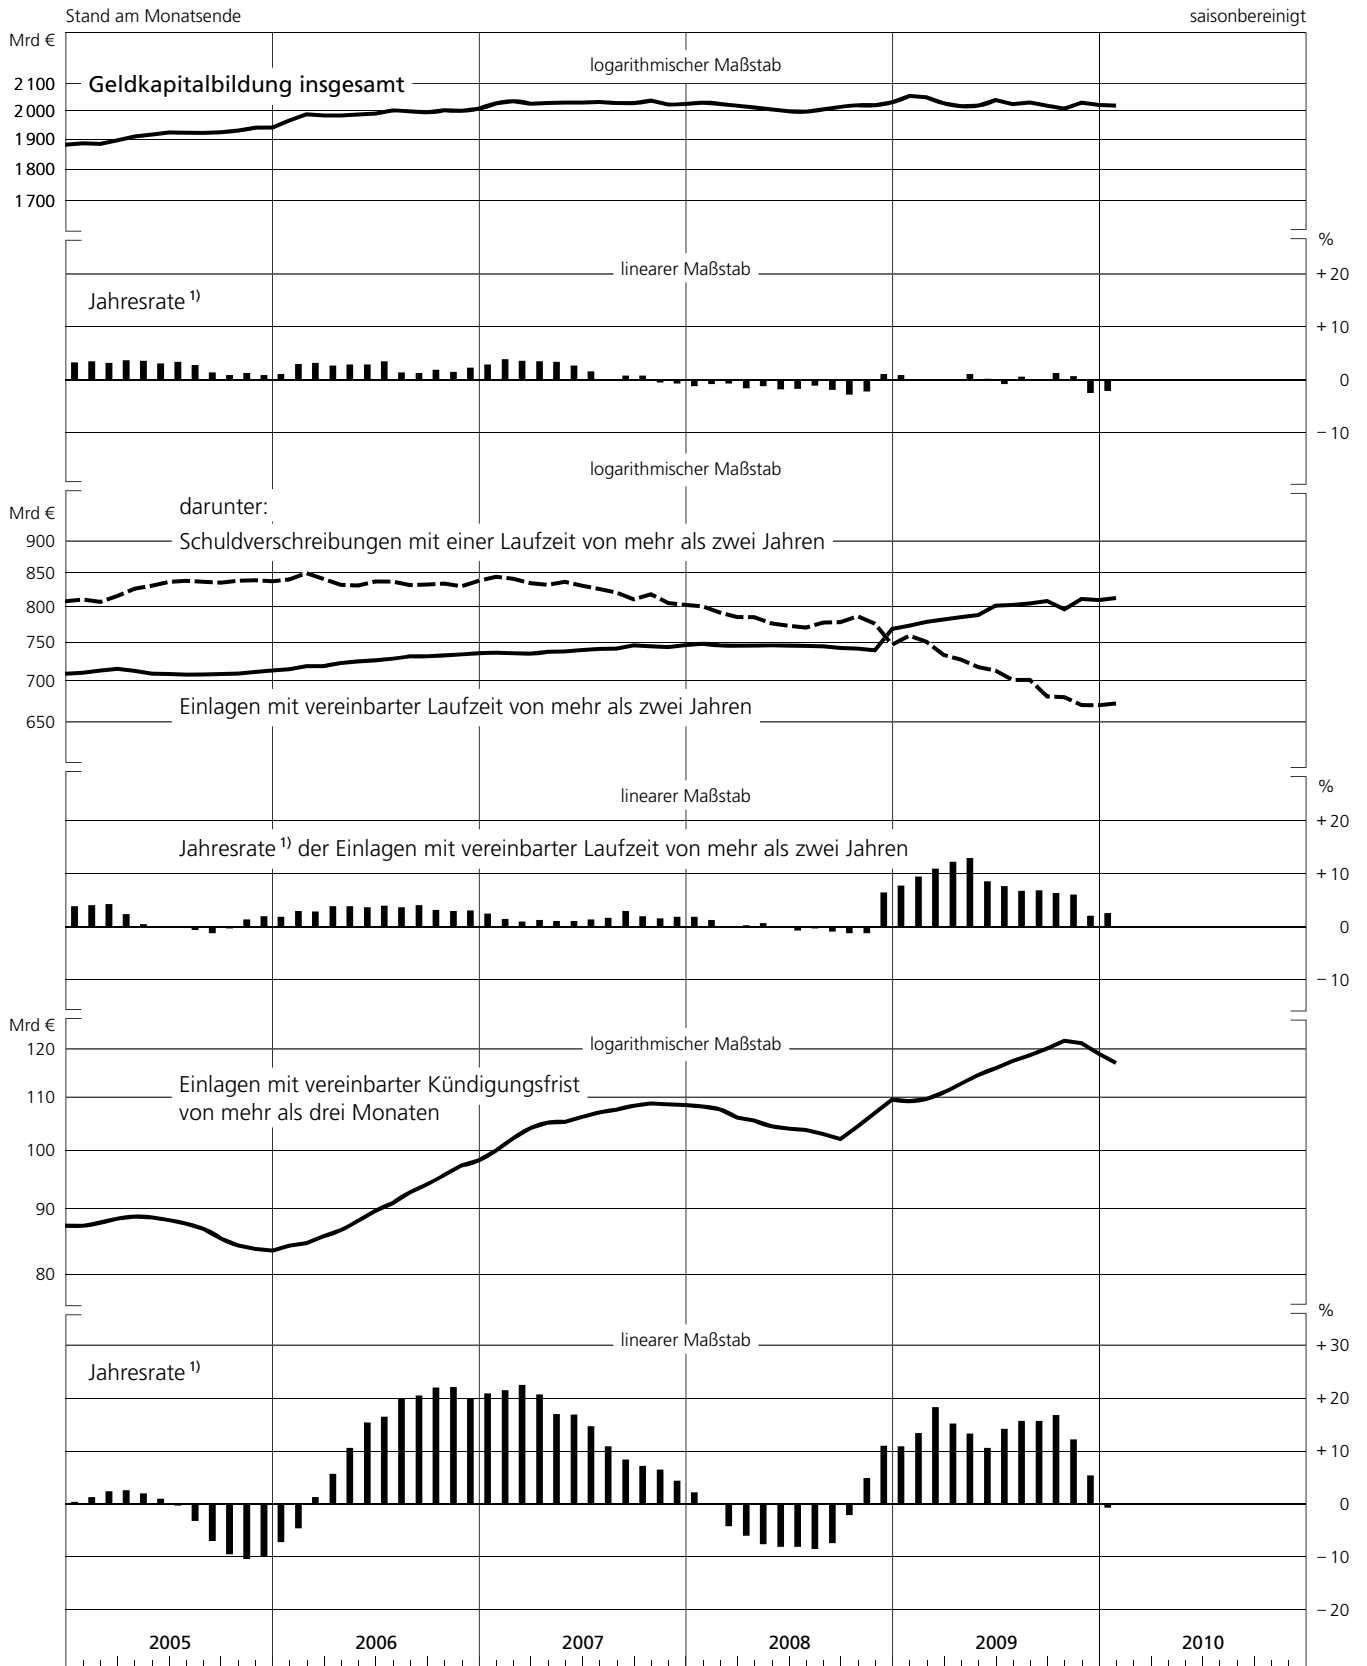 Stand am Monatsende
saisonbereinigt
Mrd €
logarithmischer Maßstab
2 100
Geldkapitalbildung insgesamt
2 000
1 900
1 800
1 700
%
linearer Maßstab
+ 20
Jahresrate 1)
+ 10
0
− 10
logarithmischer Maßstab
Mrd €
darunter:
900
Schuldverschreibungen mit einer Laufzeit von mehr als zwei Jahren
850
800
750
700
Einlagen mit vereinbarter Laufzeit von mehr als zwei Jahren
650
%
linearer Maßstab
+ 20
Jahresrate 1) der Einlagen mit vereinbarter Laufzeit von mehr als zwei Jahren
+ 10
0
− 10
Mrd €
logarithmischer Maßstab
120
Einlagen mit vereinbarter Kündigungsfrist
von mehr als drei Monaten
110
100
90
80
%
linearer Maßstab
+ 30
Jahresrate 1)
+ 20
+ 10
0
− 10
− 20
2005 2006 2007 2008 2009 2010